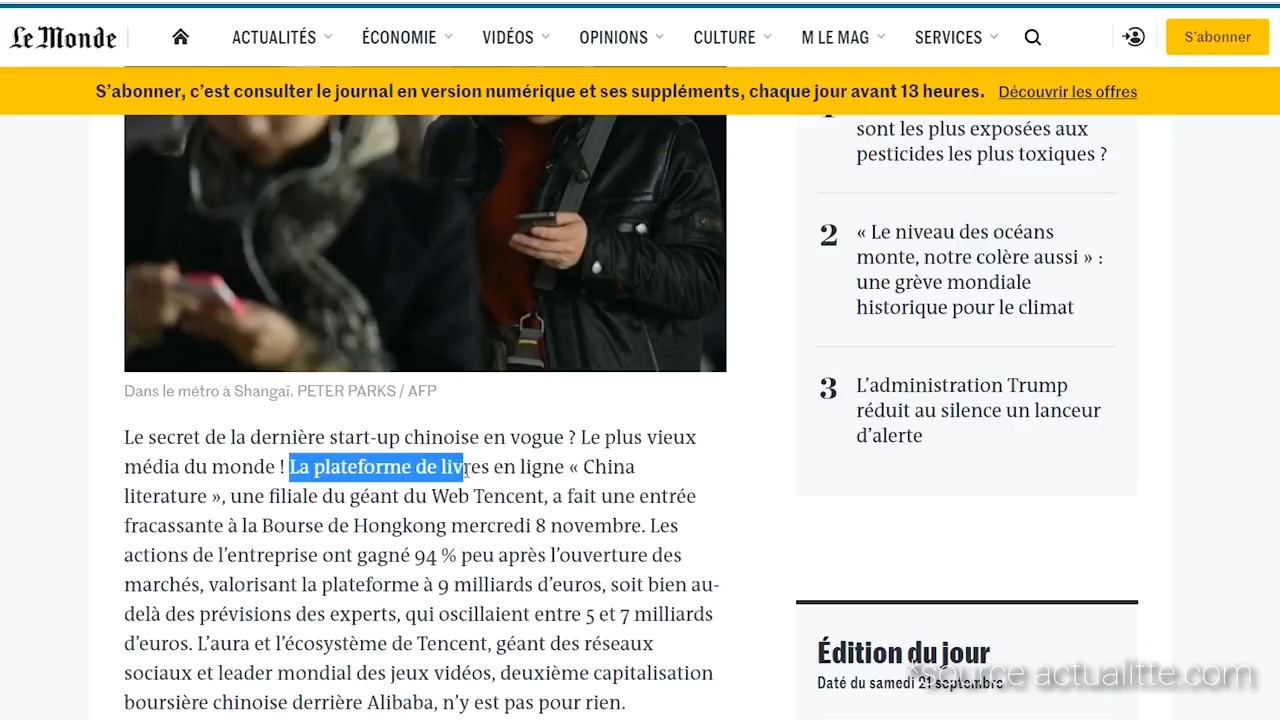 Le Monde
ACTUALITÉS ÉCONOMIE VIDÉOS OPINIONS CULTURE M LE MAG SERVICES
S'abonner
S'abonner, c'est consulter le journal en version numérique et ses suppléments, chaque jour avant 13 heures. Découvrir les offres
sont les plus exposées aux
pesticides les plus toxiques ?
2 « Le niveau des océans
monte, notre colère aussi » :
une grève mondiale
historique pour le climat
3 L'administration Trump
réduit au silence un lanceur
d'alerte
Dans le métro à Shangaï. PETER PARKS / AFP
Le secret de la dernière start-up chinoise en vogue ? Le plus vieux
média du monde ! La plateforme de livres en ligne « China
literature », une filiale du géant du Web Tencent, a fait une entrée
fracassante à la Bourse de Hongkong mercredi 8 novembre. Les
actions de l'entreprise ont gagné 94 % peu après l'ouverture des
marchés, valorisant la plateforme à 9 milliards d'euros, soit bien au-
delà des prévisions des experts, qui oscillaient entre 5 et 7 milliards
d'euros. L'aura et l'écosystème de Tencent, géant des réseaux
sociaux et leader mondial des jeux vidéos, deuxième capitalisation
boursière chinoise derrière Alibaba, n'y est pas pour rien.
Édition du jour
Daté du samedi 21 septembre
*source actualitte.com